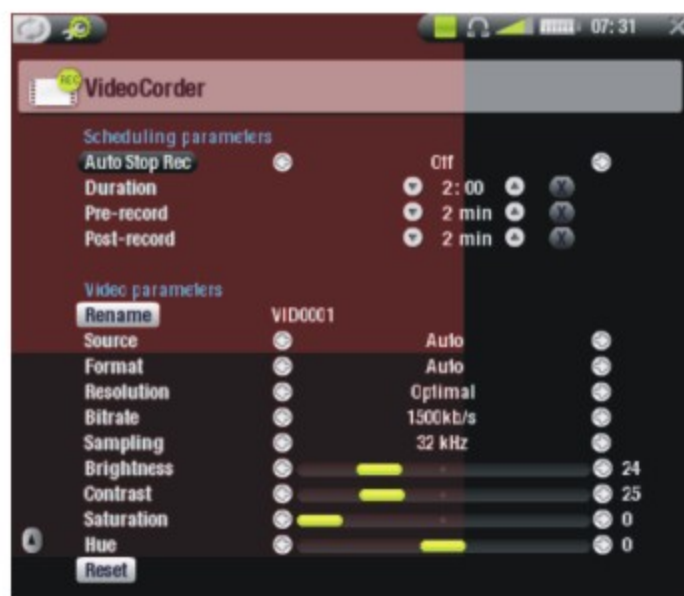 07:31
REC
VideoCorder
Scheduling parameters
Auto Stop Rec Off
Duration 2:00 X
Pre-record 2 min X
Post-record 2 min X
Video parameters
Rename VID0001
Source Auto
Format Auto
Resolution Optimal
Bitrate 1500kb/s
Sampling 32 kHz
Brightness 24
Contrast 25
Saturation 0
Hue 0
Reset